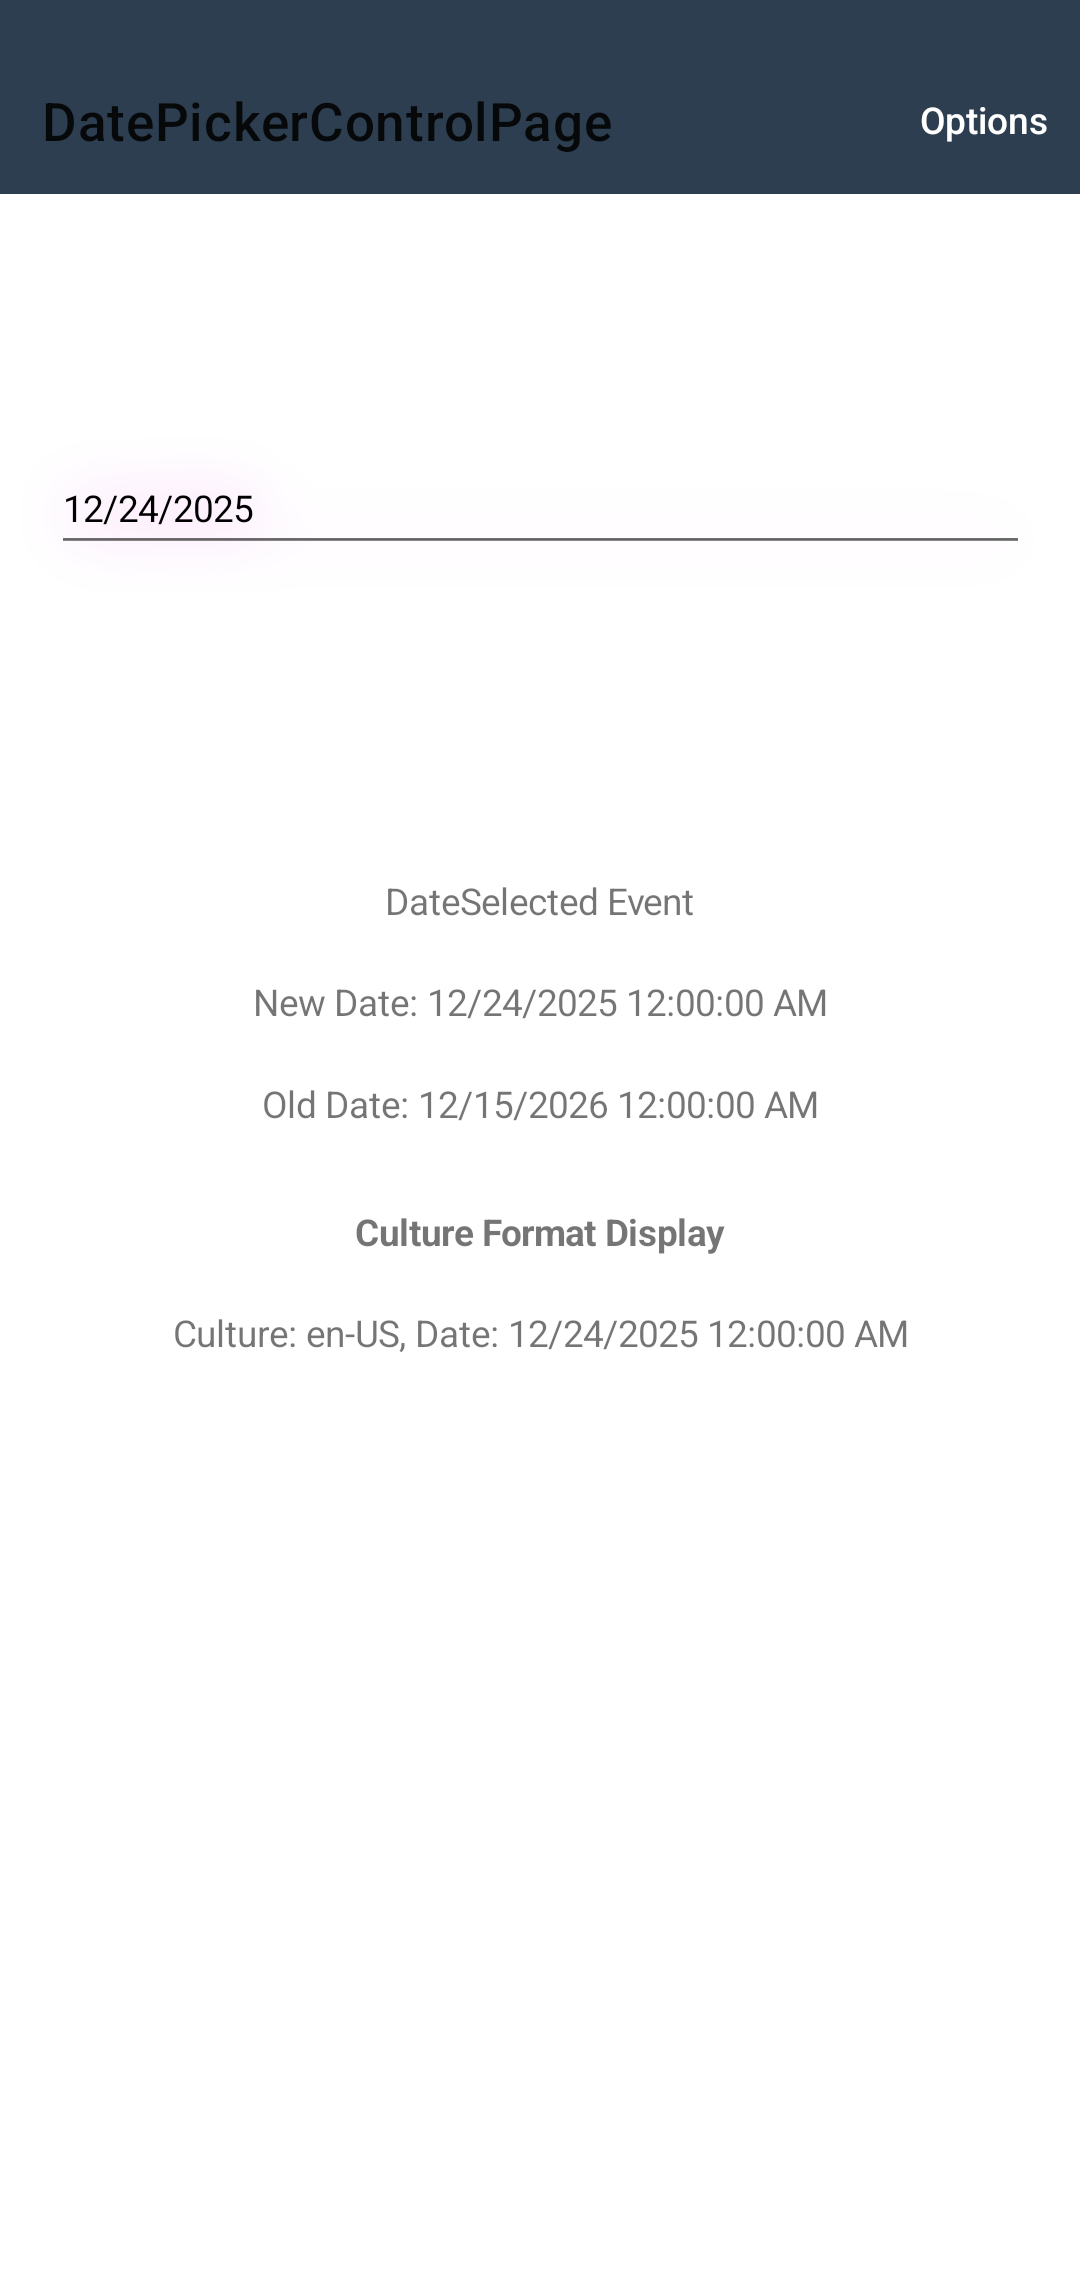 DatePickerControlPage
Options
12/24/2025
DateSelected Event
New Date: 12/24/2025 12:00:00 AM
Old Date: 12/15/2026 12:00:00 AM
Culture Format Display
Culture: en-US, Date: 12/24/2025 12:00:00 AM